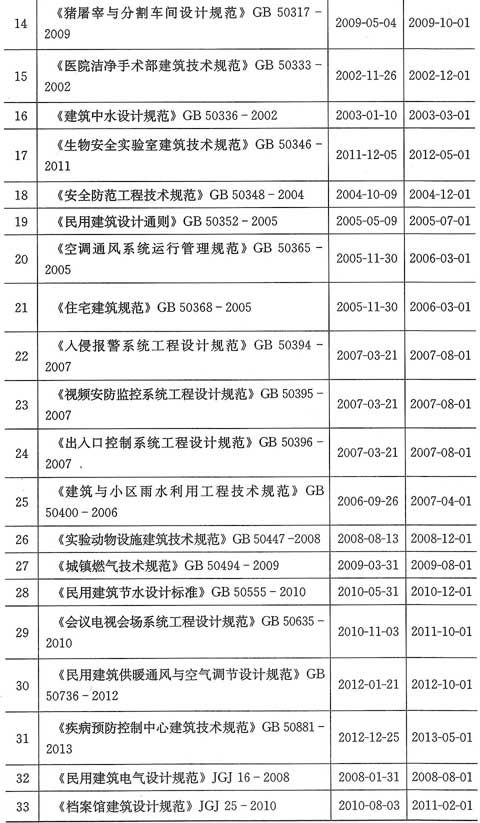 14 《猪屠宰与分割车间设计规范》GB 50317－ 2009-05-04 2009-10-01
2009
15 《医院洁净手术部建筑技术规范》GB 50333－ 2002-11-26 2002-12-01
2002
16 《建筑中水设计规范》GB 50336－2002 2003-01-10 2003-03-01
17 《生物安全实验室建筑技术规范》GB 50346－ 2011-12-05 2012-05-01
2011
18 《安全防范工程技术规范》GB 50348－2004 2004-10-09 2004-12-01
19 《民用建筑设计通则》GB 50352－2005 2005-05-09 2005-07-01
20 《空调通风系统运行管理规范》GB 50365－ 2005-11-30 2006-03-01
2005
21 《住宅建筑规范》GB 50368－2005 2005-11-30 2006-03-01
22 《入侵报警系统工程设计规范》GB 50394－ 2007-03-21 2007-08-01
2007
23 《视频安防监控系统工程设计规范》GB 50395－ 2007-03-21 2007-08-01
2007
24 《出入口控制系统工程设计规范》GB 50396－ 2007-03-21 2007-08-01
2007
25 《建筑与小区雨水利用工程技术规范》GB 2006-09-26 2007-04-01
50400－2006
26 《实验动物设施建筑技术规范》GB 50447－2008 2008-08-13 2008-12-01
27 《城镇燃气技术规范》GB 50494－2009 2009-03-31 2009-08-01
28 《民用建筑节水设计标准》GB 50555－2010 2010-05-31 2010-12-01
29 《会议电视会场系统工程设计规范》GB 50635－ 2010-11-03 2011-10-01
2010
30 《民用建筑供暖通风与空气调节设计规范》GB 2012-01-21 2012-10-01
50736－2012
31 《疾病预防控制中心建筑技术规范》GB 50881－ 2012-12-25 2013-05-01
2013
32 《民用建筑电气设计规范》JGJ 16－2008 2008-01-31 2008-08-01
33 《档案馆建筑设计规范》JGJ 25－2010 2010-08-03 2011-02-01